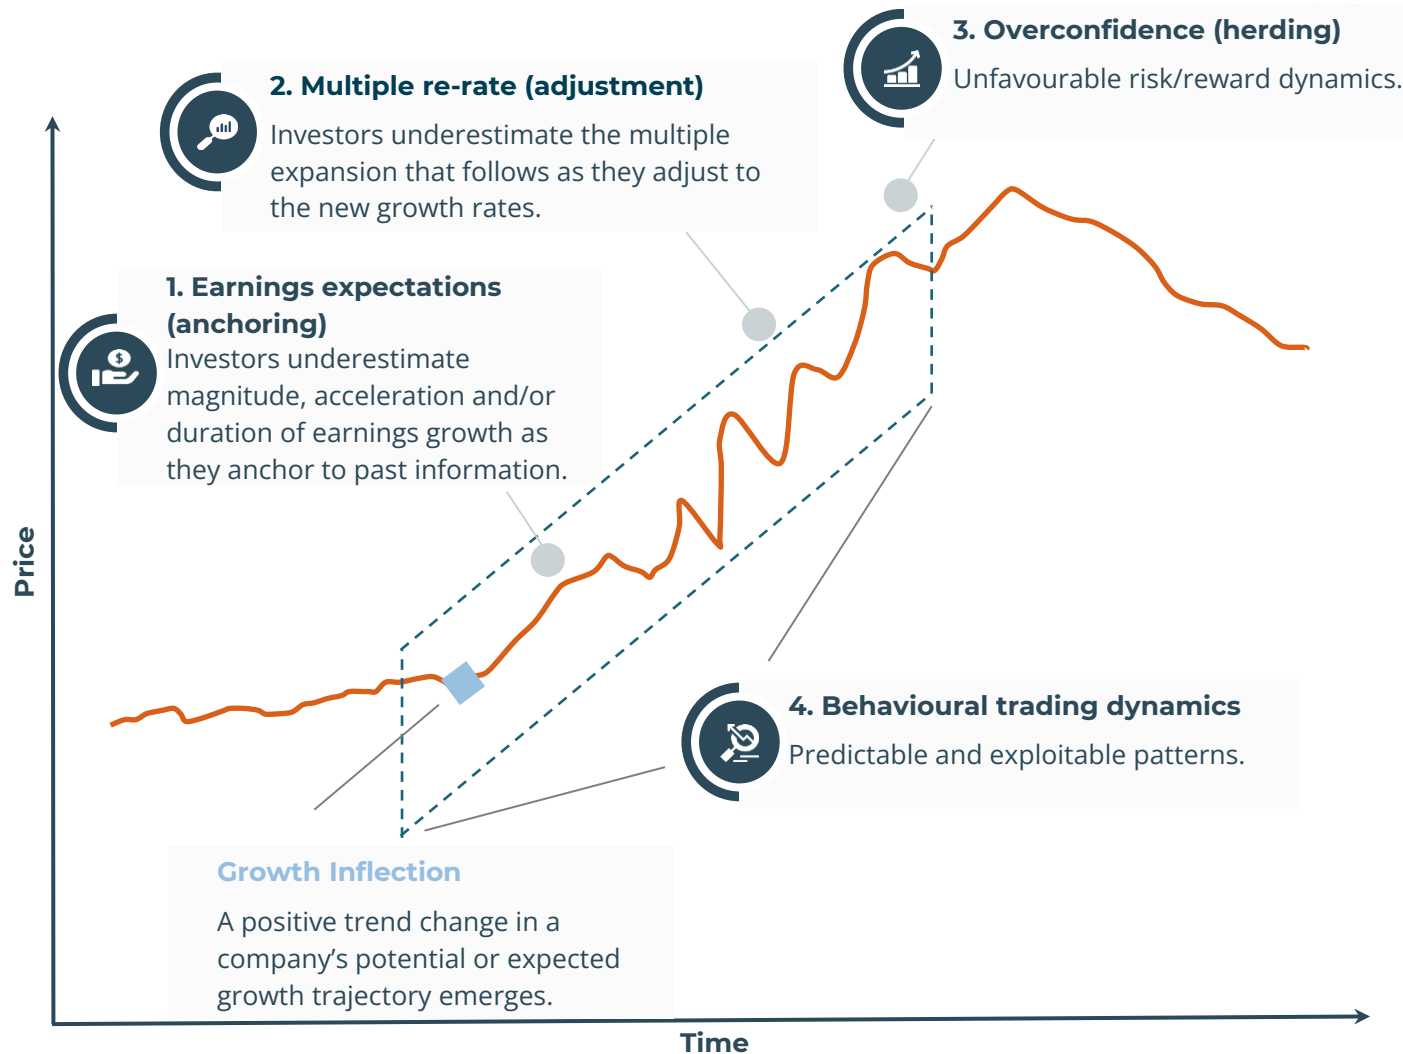 3. Overconfidence (herding)
Unfavourable risk/reward dynamics.
2. Multiple re-rate (adjustment)
Investors underestimate the multiple
expansion that follows as they adjust to
the new growth rates.
1. Earnings expectations
(anchoring)
Investors underestimate
magnitude, acceleration and/or
duration of earnings growth as
they anchor to past information.
$
Price
4. Behavioural trading dynamics
Predictable and exploitable patterns.
Growth Inflection
A positive trend change in a
company’s potential or expected
growth trajectory emerges.
Time